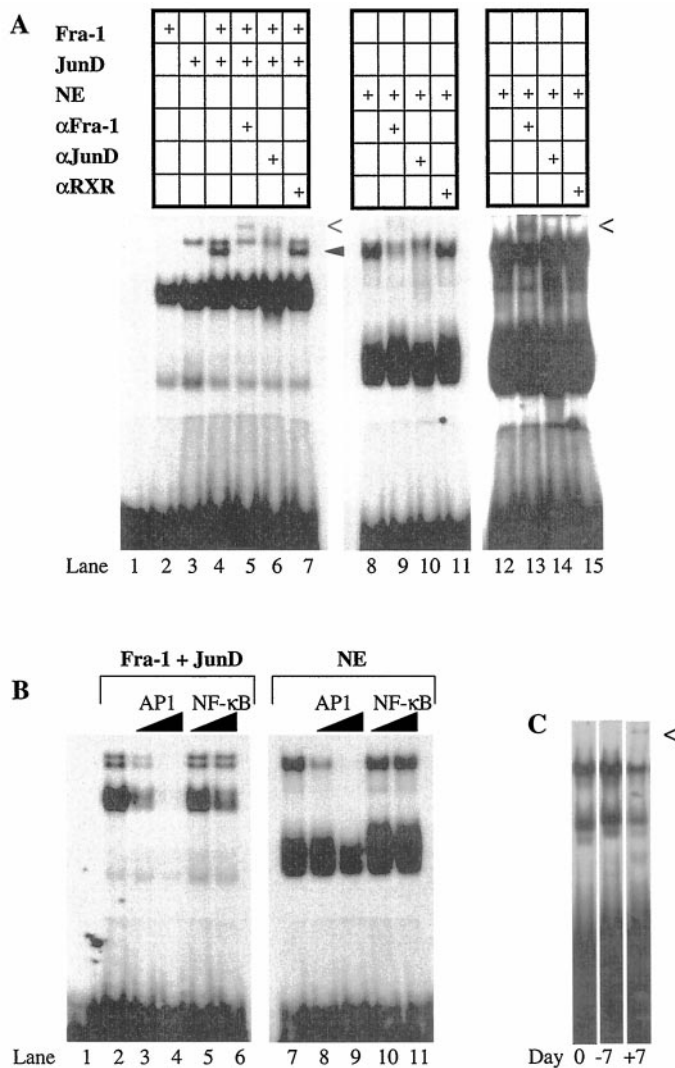 A
Fra-1 + + + + +
JunD + + + + +
NE + + + + + + + +
αFra-1 + + +
αJunD + + +
αRXR + + +
< <
Lane 1 2 3 4 5 6 7 8 9 10 11 12 13 14 15
B
Fra-1 + JunD NE
AP1 NF-κB AP1 NF-κB
C <
Lane 1 2 3 4 5 6 7 8 9 10 11
Day 0 -7 +7